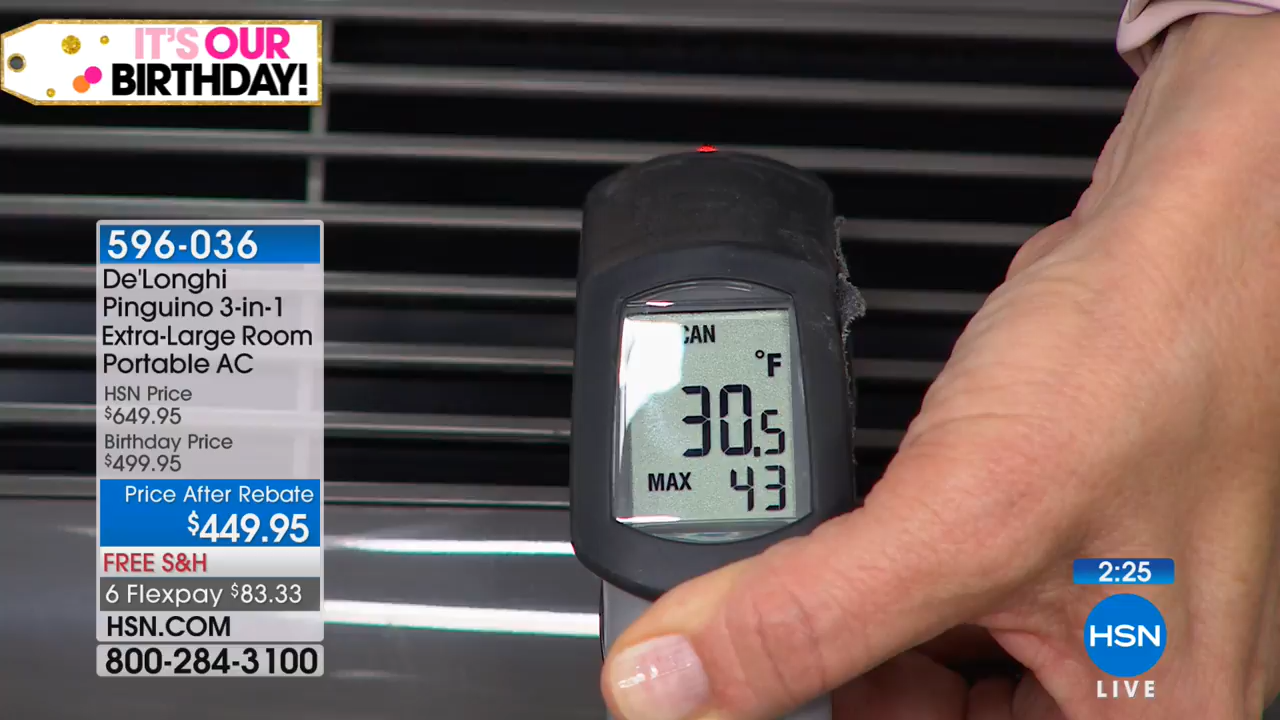 IT'S OUR
BIRTHDAY!
596-036
De'Longhi
Pinguino 3-in-1
Extra-Large Room
Portable AC
HSN Price
$649.95
Birthday Price
$499.95
Price After Rebate
$449.95
FREE S&H
6 Flexpay $83.33
HSN.COM
800-284-3100
CAN
°F
30.5
MAX 43
2:25
HSN
LIVE